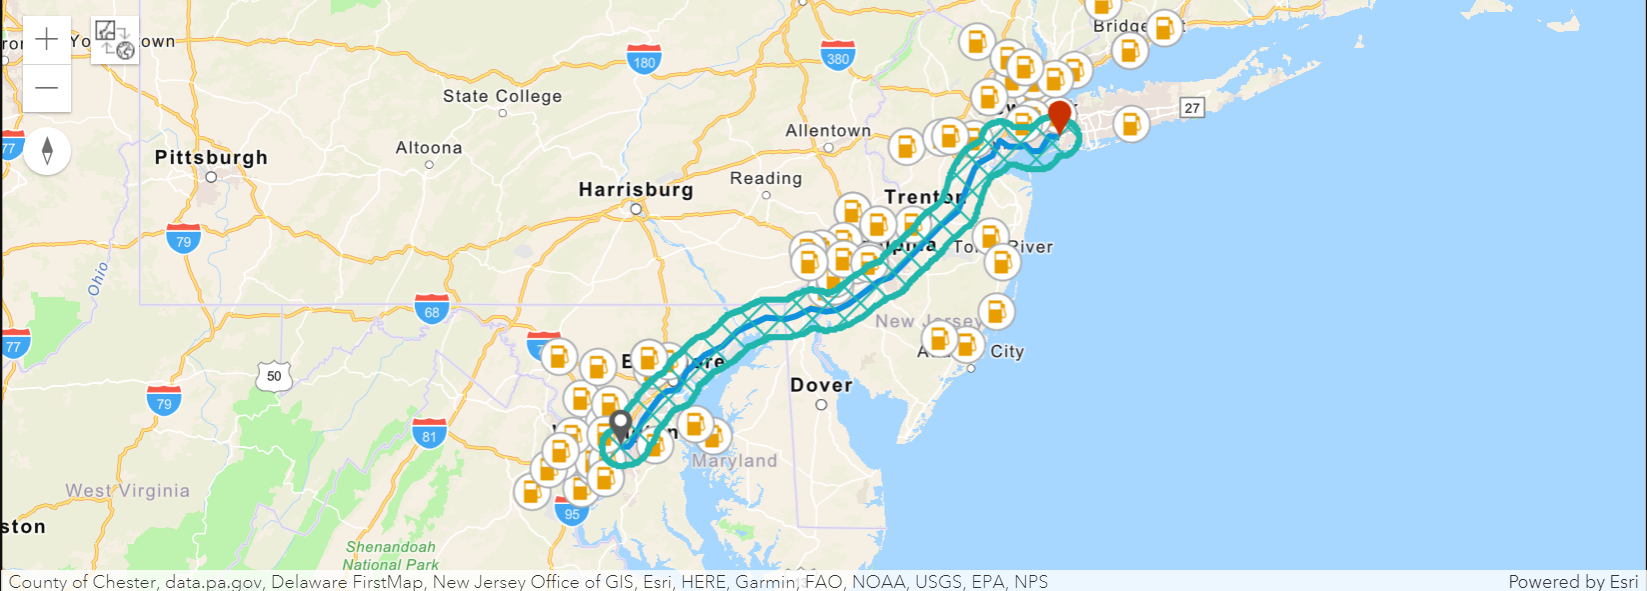 Bridge t
Yo town
180
380
State College
27
77
Allentown
Altoona
Pittsburgh
Reading
Harrisburg
Trenton
79
To River
Ohio
68
New Jersey
77
A City
50
Dover
79
81
Maryland
West Virginia
95
ston
Shenandoah
National Park
County of Chester, data.pa.gov, Delaware FirstMap, New Jersey Office of GIS, Esri, HERE, Garmin, FAO, NOAA, USGS, EPA, NPS
Powered by Esri